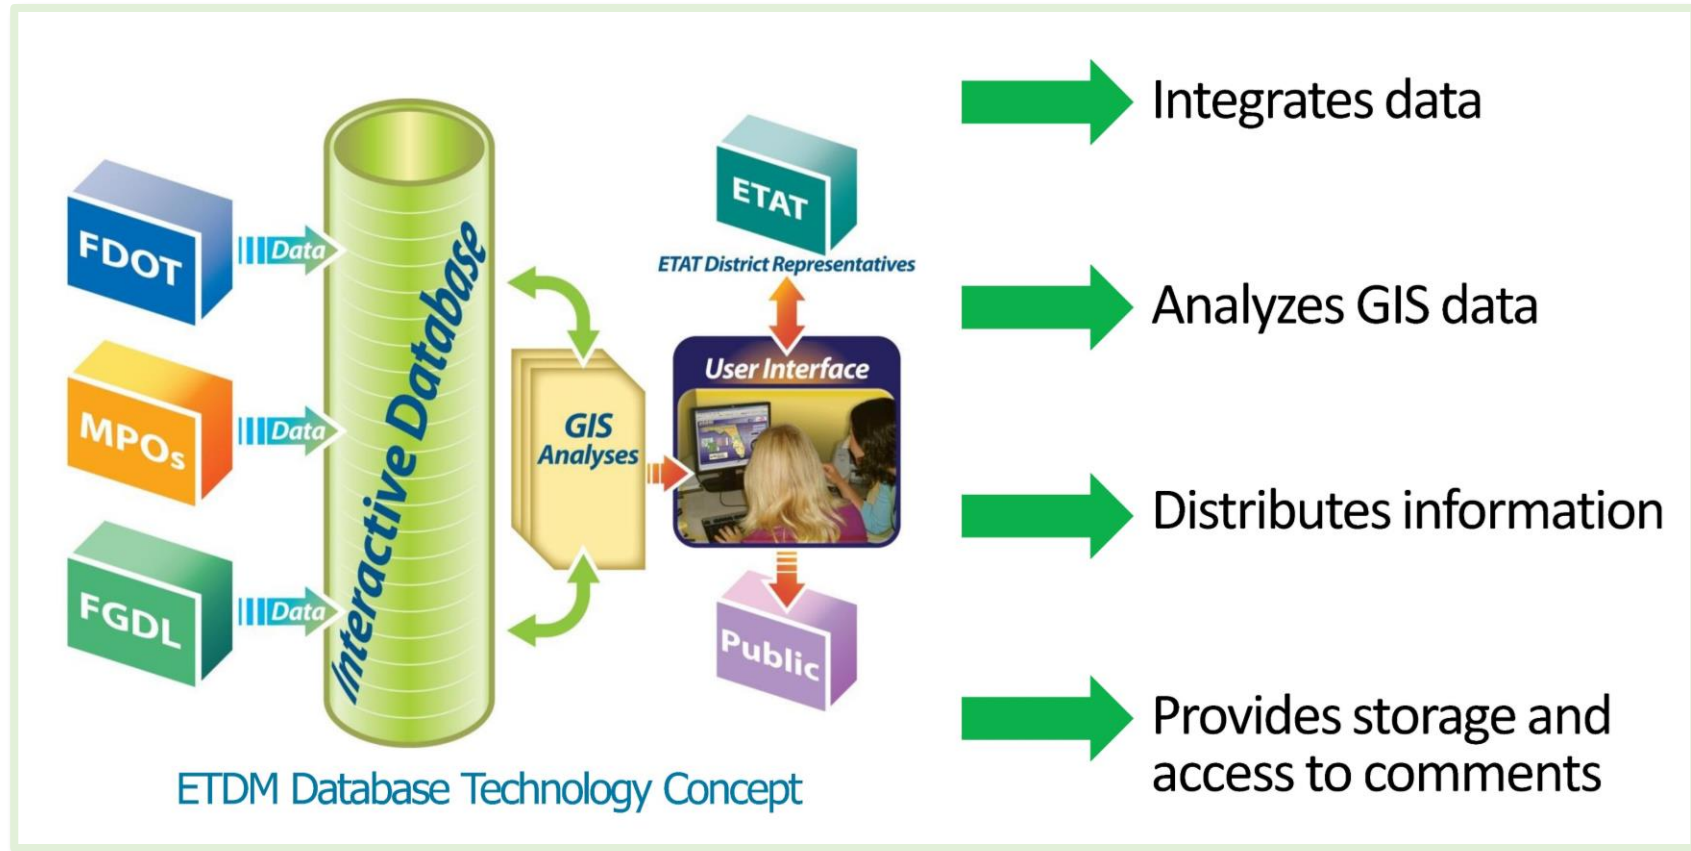 FDOT
Data
MPOs
Data
FGDL
Data
Interactive Database
GIS
Analyses
ETAT
ETAT District Representatives
User Interface
Public
ETDM Database Technology Concept
Integrates data
Analyzes GIS data
Distributes information
Provides storage and
access to comments